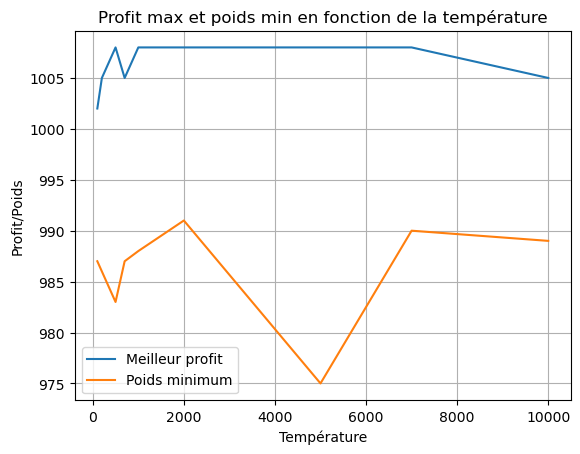 Profit max et poids min en fonction de la température
Profit/Poids
1005
1000
995
990
985
980
975
Meilleur profit
Poids minimum
0 2000 4000 6000 8000 10000
Température